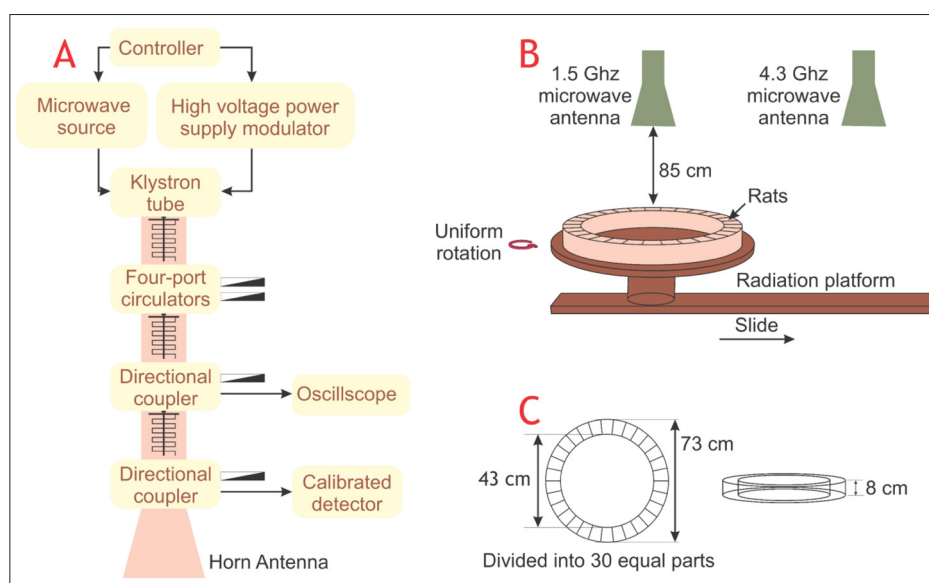 A
Controller
Microwave
source
High voltage power
supply modulator
Klystron
tube
Four-port
circulators
Directional
coupler
Oscillscope
Directional
coupler
Calibrated
detector
Horn Antenna
B
1.5 Ghz
microwave
antenna
4.3 Ghz
microwave
antenna
85 cm
Rats
Uniform
rotation
Radiation platform
Slide
C
43 cm
73 cm
8 cm
Divided into 30 equal parts